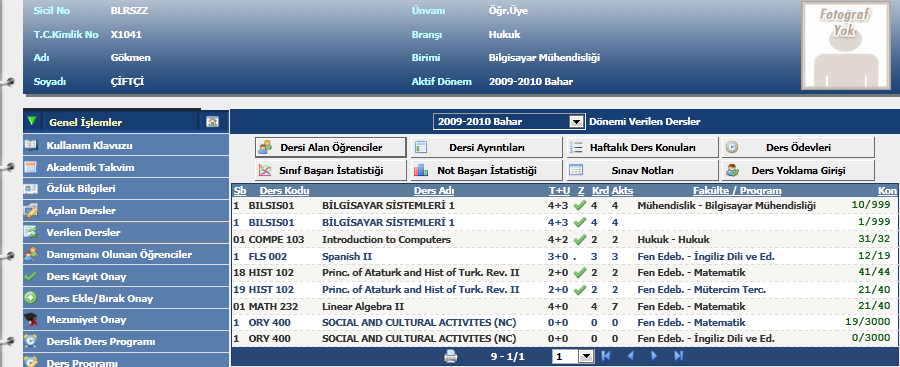 Sicil No BLRSZZ Ünvanı Öğr.Üye
T.C.Kimlik No X1041 Branşı Hukuk
Adı Gökmen Birimi Bilgisayar Mühendisliği
Soyadı ÇİFTÇİ Aktif Dönem 2009-2010 Bahar
Fotoğraf
Yok
Genel İşlemler
Kullanım Klavuzu
Akademik Takvim
Özlük Bilgileri
Açılan Dersler
Verilen Dersler
Danışmanı Olunan Öğrenciler
Ders Kayıt Onay
Ders Ekle/Bırak Onay
Mezuniyet Onay
Derslik Ders Programı
Ders Programı
2009-2010 Bahar Dönemi Verilen Dersler
Dersi Alan Öğrenciler Dersi Ayrıntıları Haftalık Ders Konuları Ders Ödevleri
Sınıf Başarı İstatistiği Not Başarı İstatistiği Sınav Notları Ders Yoklama Girişi
Şb Ders Kodu Ders Adı T+U Z Krd Akts Fakülte / Program Kon
1 BILSIS01 BİLGİSAYAR SİSTEMLERİ 1 4+3 4 4 Mühendislik - Bilgisayar Mühendisliği 10/999
1 BILSIS01 BİLGİSAYAR SİSTEMLERİ 1 4+3 4 4 1/999
01 COMPE 103 Introduction to Computers 4+2 2 2 Hukuk - Hukuk 31/32
1 FLS 002 Spanish II 3+0 . 3 3 Fen Edeb. - İngiliz Dili ve Ed. 12/19
18 HIST 102 Princ. of Ataturk and Hist of Turk. Rev. II 2+0 2 2 Fen Edeb. - Matematik 41/44
19 HIST 102 Princ. of Ataturk and Hist of Turk. Rev. II 2+0 2 2 Fen Edeb. - Mütercim Terc. 21/40
01 MATH 232 Linear Algebra II 4+0 4 7 Fen Edeb. - Matematik 21/40
1 ORY 400 SOCIAL AND CULTURAL ACTIVITES (NC) 0+0 0 0 Fen Edeb. - Matematik 19/3000
1 ORY 400 SOCIAL AND CULTURAL ACTIVITES (NC) 0+0 0 0 Fen Edeb. - İngiliz Dili ve Ed. 0/3000
9 - 1/1 1